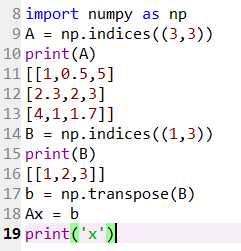 8 import numpy as np
9 A = np.indices((3,3))
10 print(A)
11 [[1,0.5,5]
12 [2.3,2,3]
13 [4,1,1.7]]
14 B = np.indices((1,3))
15 print(B)
16 [[1,2,3]]
17 b = np.transpose(B)
18 Ax = b
19 print('x')